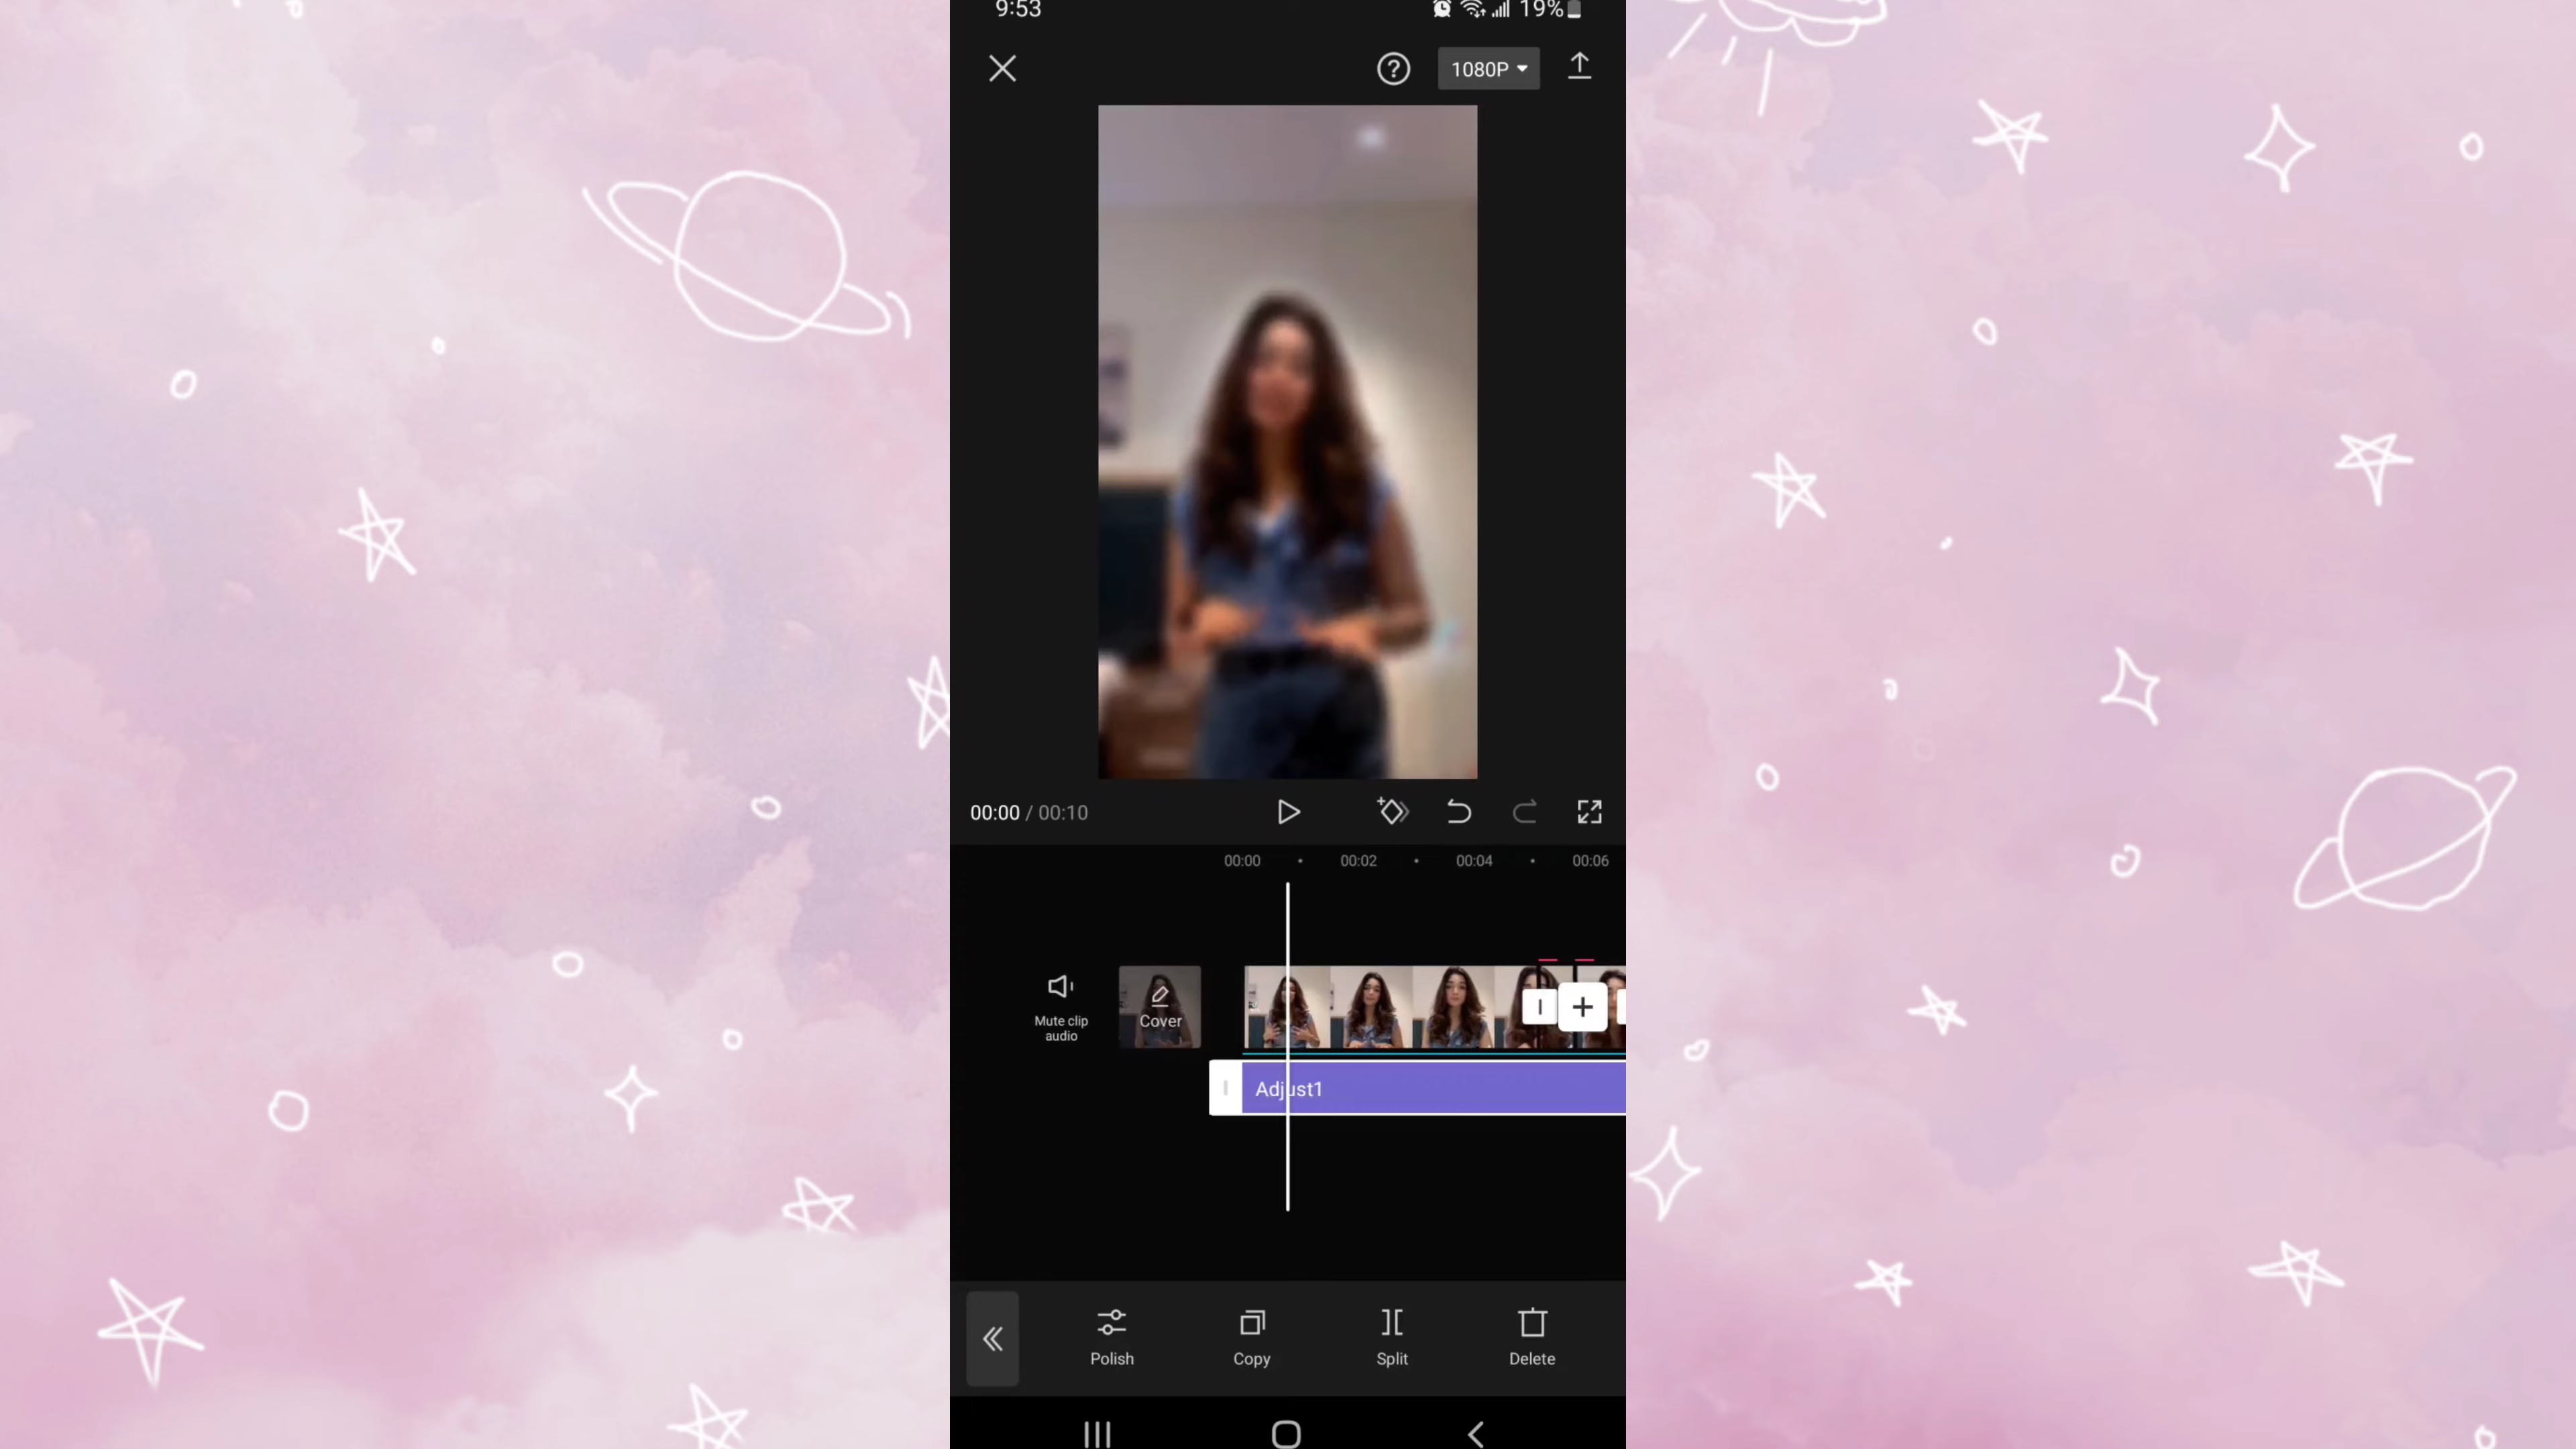 9:53
19%
1080P
00:00 / 00:10
00:00
00:02
00:04
00:06
Mute clip
audio
Cover
Adjust1
Polish
Copy
Split
Delete